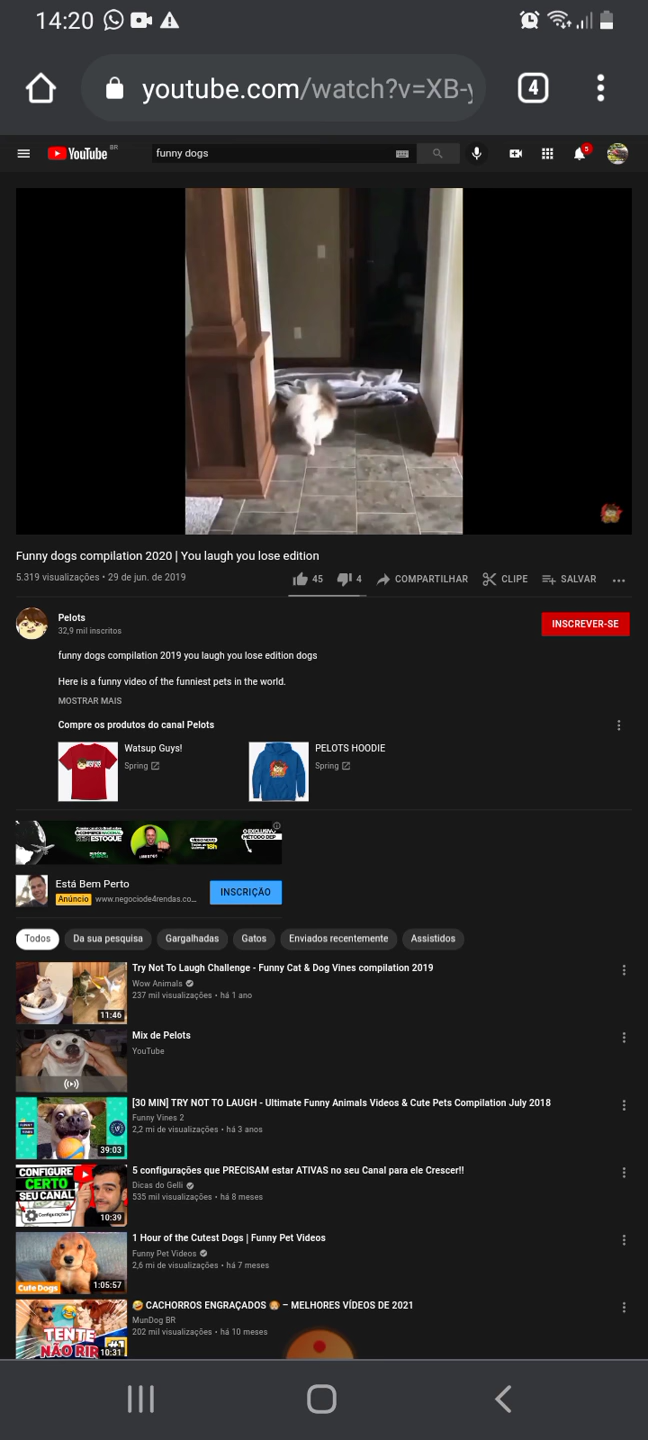 14:20
youtube.com/watch?v=XB-y
4
YouTube BR
funny dogs
5
Funny dogs compilation 2020 | You laugh you lose edition
5.319 visualizações • 29 de jun. de 2019
45
4
COMPARTILHAR
CLIPE
SALVAR
Pelots
32,9 mil inscritos
INSCREVER-SE
funny dogs compilation 2019 you laugh you lose edition dogs
Here is a funny video of the funniest pets in the world.
MOSTRAR MAIS
Compre os produtos do canal Pelots
Watsup Guys!
Spring
PELOTS HOODIE
Spring
ESTOQUE
Está Bem Perto
Anúncio www.negociode4rendas.co...
INSCRIÇÃO
Todos
Da sua pesquisa
Gargalhadas
Gatos
Enviados recentemente
Assistidos
Try Not To Laugh Challenge - Funny Cat & Dog Vines compilation 2019
Wow Animals
237 mil visualizações • há 1 ano
11:46
Mix de Pelots
YouTube
[30 MIN] TRY NOT TO LAUGH - Ultimate Funny Animals Videos & Cute Pets Compilation July 2018
Funny Vines 2
2,2 mi de visualizações • há 3 anos
39:03
5 configurações que PRECISAM estar ATIVAS no seu Canal para ele Crescer!!
Dicas do Gelli
535 mil visualizações • há 8 meses
CONFIGURE
CERTO
SEU CANAL
Configurações
10:39
1 Hour of the Cutest Dogs | Funny Pet Videos
Funny Pet Videos
2,6 mi de visualizações • há 7 meses
Cute Dogs
1:05:57
🤣 CACHORROS ENGRAÇADOS 🐶 – MELHORES VÍDEOS DE 2021
MunDog BR
202 mil visualizações • há 10 meses
TENTE
NÃO RIR
#1
10:31